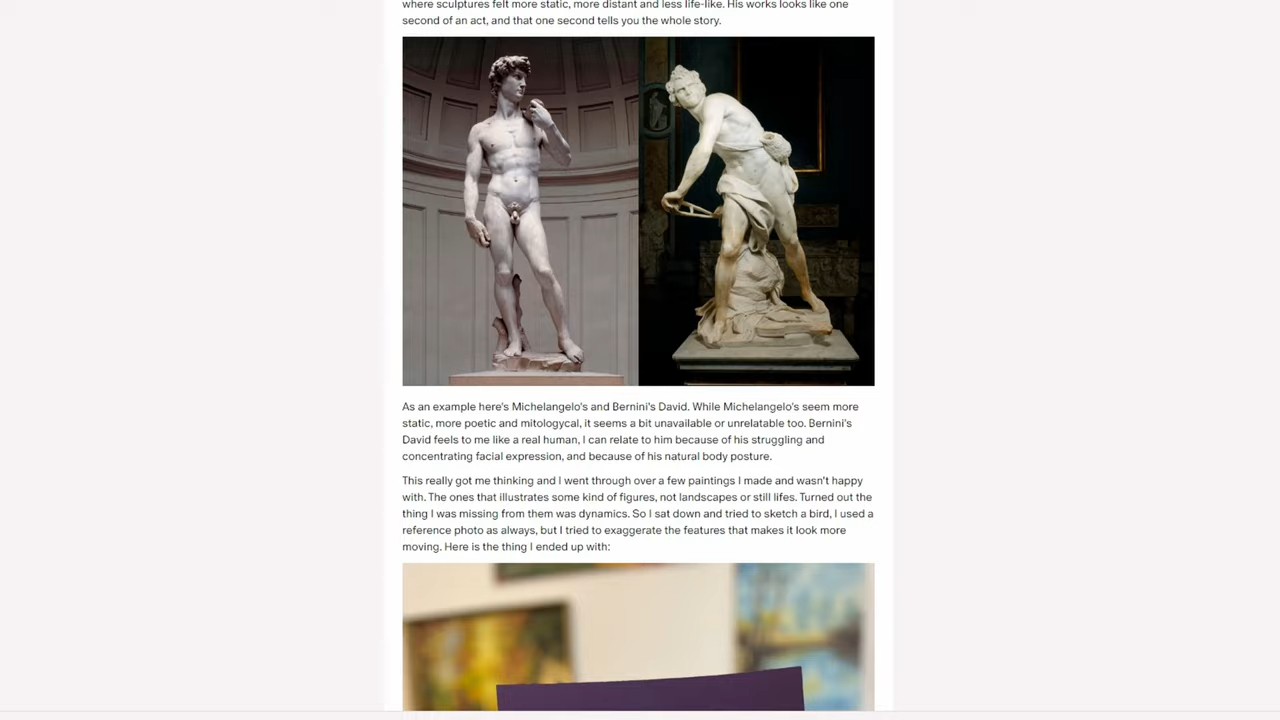 where sculptures felt more static, more distant and less life-like. His works looks like one
second of an act, and that one second tells you the whole story.
As an example here's Michelangelo's and Bernini's David. While Michelangelo's seem more
static, more poetic and mitologycal, it seems a bit unavailable or unrelatable too. Bernini's
David feels to me like a real human, I can relate to him because of his struggling and
concentrating facial expression, and because of his natural body posture.
This really got me thinking and I went through over a few paintings I made and wasn't happy
with. The ones that illustrates some kind of figures, not landscapes or still lifes. Turned out the
thing I was missing from them was dynamics. So I sat down and tried to sketch a bird, I used a
reference photo as always, but I tried to exaggerate the features that makes it look more
moving. Here is the thing I ended up with: